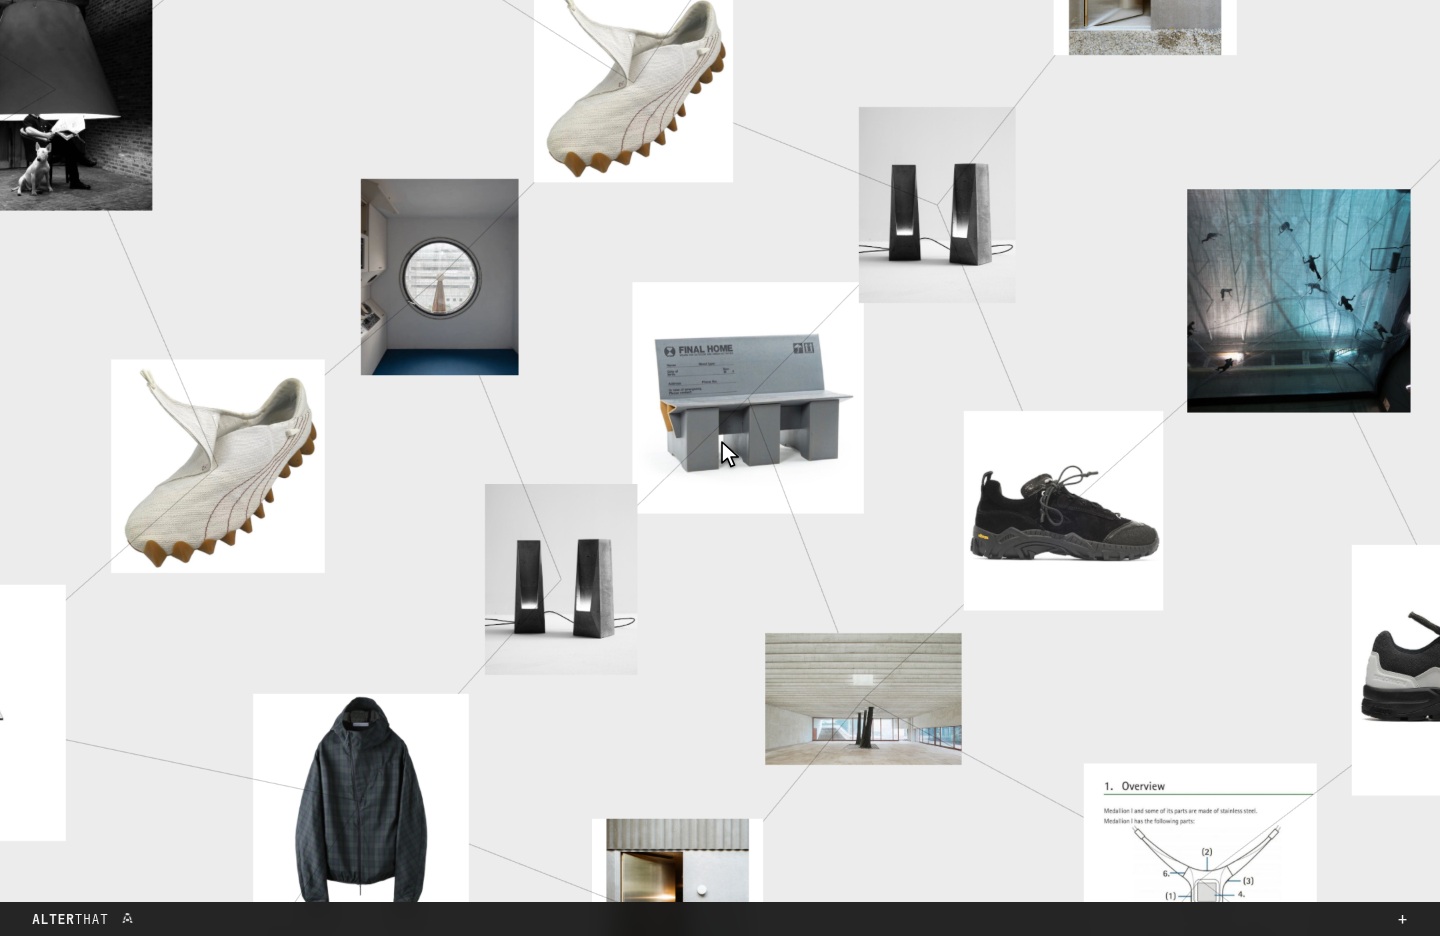 FINAL HOME
1. Overview
Medallion I and some of its parts are made of stainless steel.
Medallion I has the following parts:
(2)
6.
(3)
(1)
4.
ALTERTHAT
+